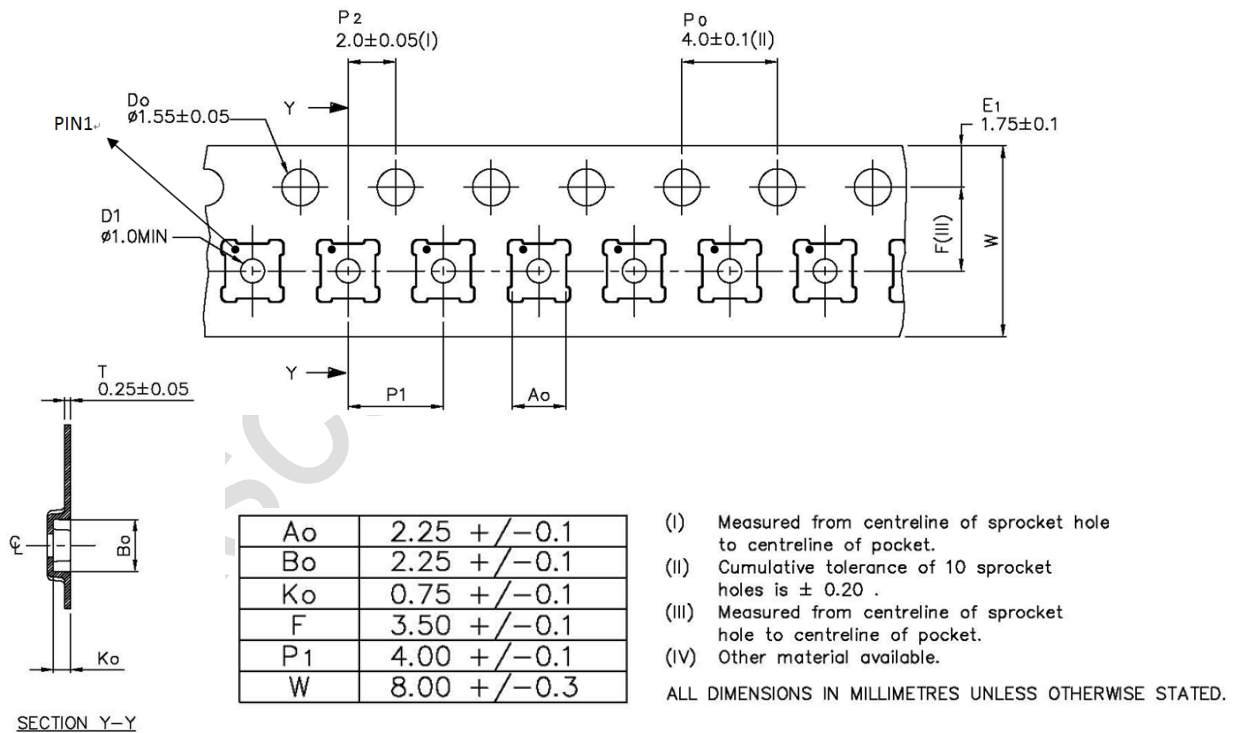 P2
2.0±0.05(I)
Po
4.0±0.1(II)
Do
ø1.55±0.05
Y
E1
1.75±0.1
PIN1
D1
ø1.0MIN
F(III)
W
Y
P1
Ao
T
0.25±0.05
℄
Bo
Ko
SECTION Y-Y
Ao 2.25 +/-0.1
Bo 2.25 +/-0.1
Ko 0.75 +/-0.1
F 3.50 +/-0.1
P1 4.00 +/-0.1
W 8.00 +/-0.3
(I) Measured from centreline of sprocket hole
to centreline of pocket.
(II) Cumulative tolerance of 10 sprocket
holes is ± 0.20 .
(III) Measured from centreline of sprocket
hole to centreline of pocket.
(IV) Other material available.
ALL DIMENSIONS IN MILLIMETRES UNLESS OTHERWISE STATED.